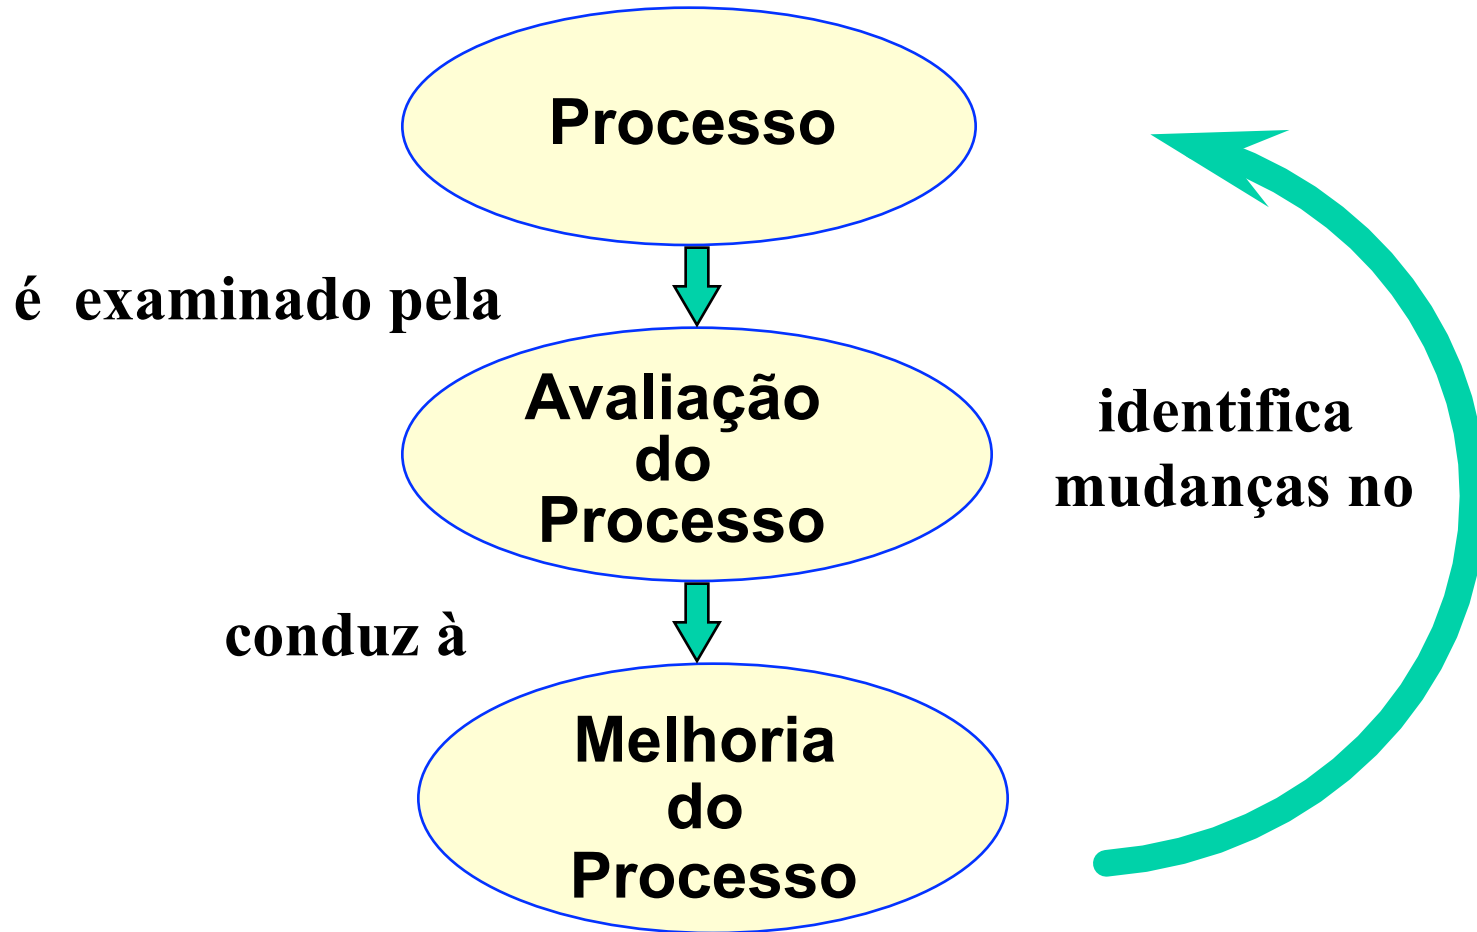 Processo
é examinado pela
Avaliação
do
Processo
identifica
mudanças no
conduz à
Melhoria
do
Processo